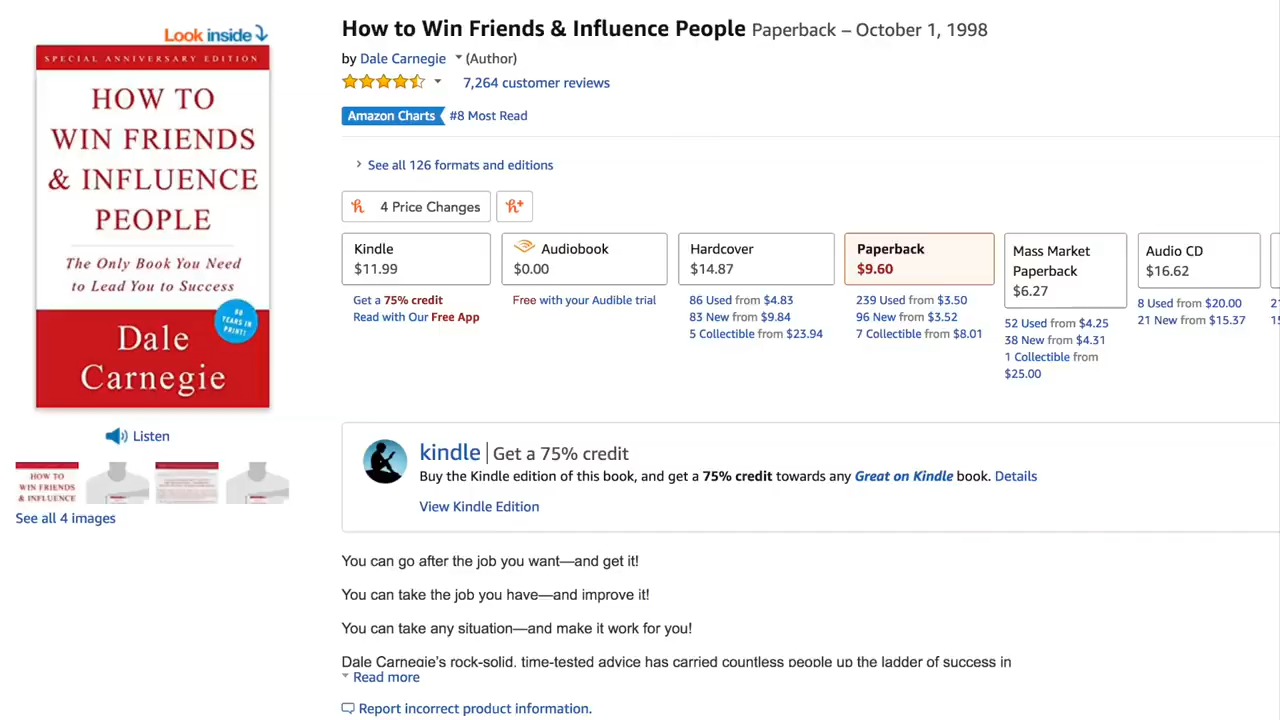 Look inside
SPECIAL ANNIVERSARY EDITION
HOW TO
WIN FRIENDS
& INFLUENCE
PEOPLE
The Only Book You Need
to Lead You to Success
80
YEARS IN
PRINT!
Dale
Carnegie
Listen
HOW TO
WIN FRIENDS
& INFLUENCE
See all 4 images
How to Win Friends & Influence People Paperback – October 1, 1998
by Dale Carnegie (Author)
7,264 customer reviews
Amazon Charts #8 Most Read
See all 126 formats and editions
4 Price Changes
Kindle
$11.99
Get a 75% credit
Read with Our Free App
Audiobook
$0.00
Free with your Audible trial
Hardcover
$14.87
86 Used from $4.83
83 New from $9.84
5 Collectible from $23.94
Paperback
$9.60
239 Used from $3.50
96 New from $3.52
7 Collectible from $8.01
Mass Market
Paperback
$6.27
52 Used from $4.25
38 New from $4.31
1 Collectible from
$25.00
Audio CD
$16.62
8 Used from $20.00
21 New from $15.37
kindle | Get a 75% credit
Buy the Kindle edition of this book, and get a 75% credit towards any Great on Kindle book. Details
View Kindle Edition
You can go after the job you want—and get it!
You can take the job you have—and improve it!
You can take any situation—and make it work for you!
Dale Carnegie's rock-solid, time-tested advice has carried countless people up the ladder of success in
Read more
Report incorrect product information.